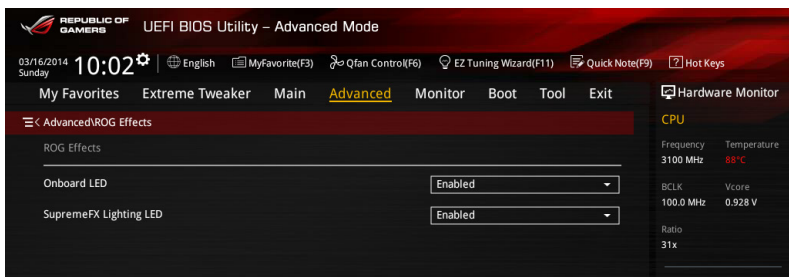 REPUBLIC OF
GAMERS
UEFI BIOS Utility – Advanced Mode
03/16/2014
Sunday
10:02
English
MyFavorite(F3)
Qfan Control(F6)
EZ Tuning Wizard(F11)
Quick Note(F9)
? Hot Keys
My Favorites Extreme Tweaker Main Advanced Monitor Boot Tool Exit
Hardware Monitor
Advanced\ROG Effects
ROG Effects
Onboard LED Enabled
SupremeFX Lighting LED Enabled
CPU
Frequency Temperature
3100 MHz 88°C
BCLK Vcore
100.0 MHz 0.928 V
Ratio
31x